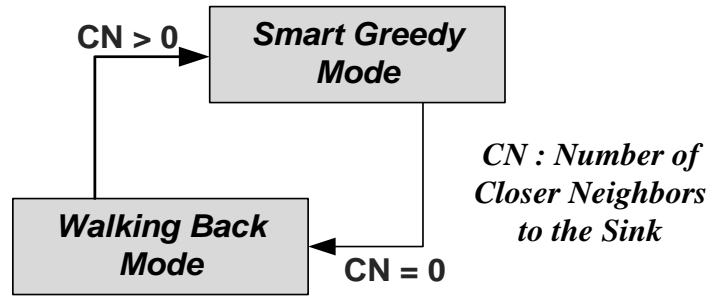 CN > 0
Smart Greedy
Mode
CN : Number of
Closer Neighbors
to the Sink
Walking Back
Mode
CN = 0